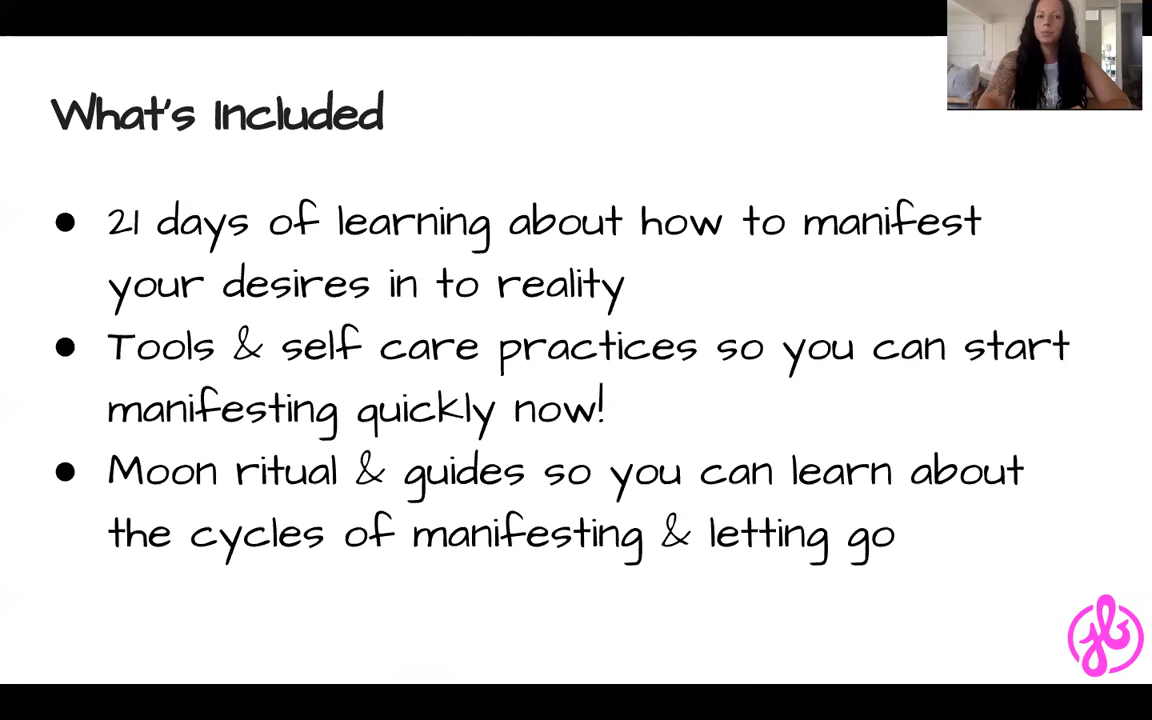 What's Included
● 21 days of learning about how to manifest
your desires in to reality
● Tools & self care practices so you can start
manifesting quickly now!
● Moon ritual & guides so you can learn about
the cycles of manifesting & letting go